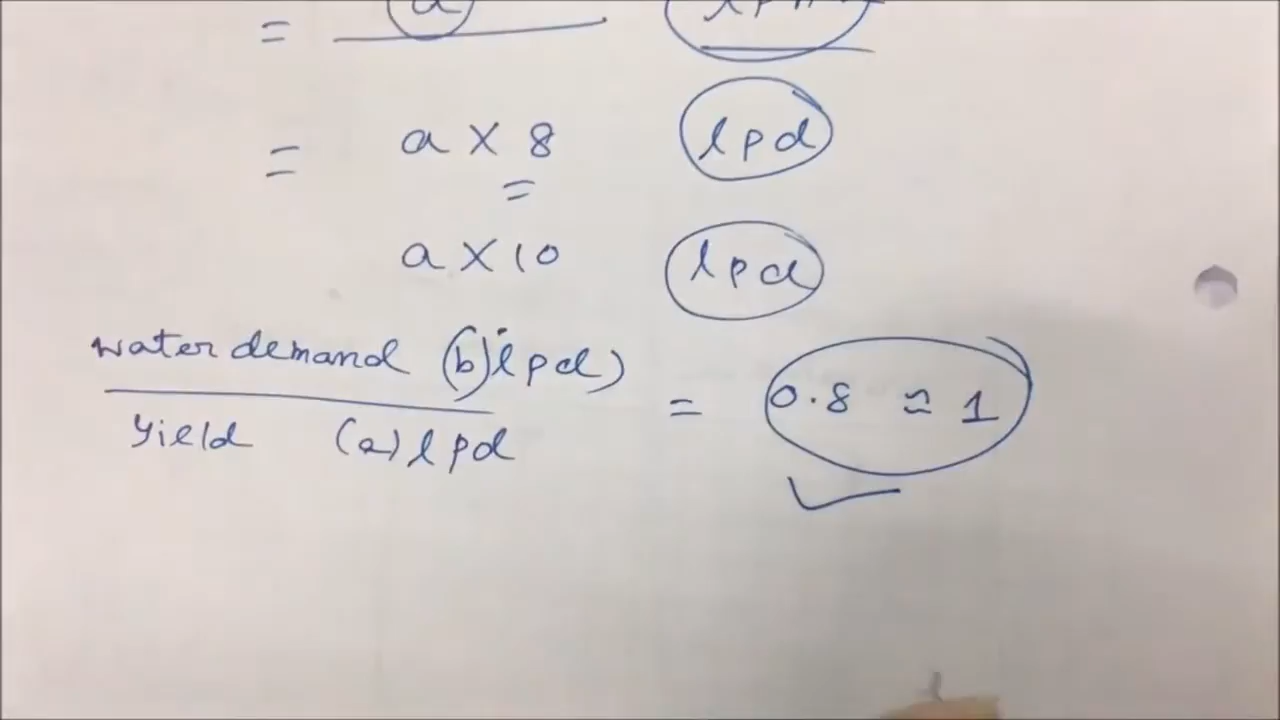 =
= a x 8 lpd
=
a x 10 lpd
water demand (b) lpd)
yield (a) lpd
= 0.8 ≈ 1